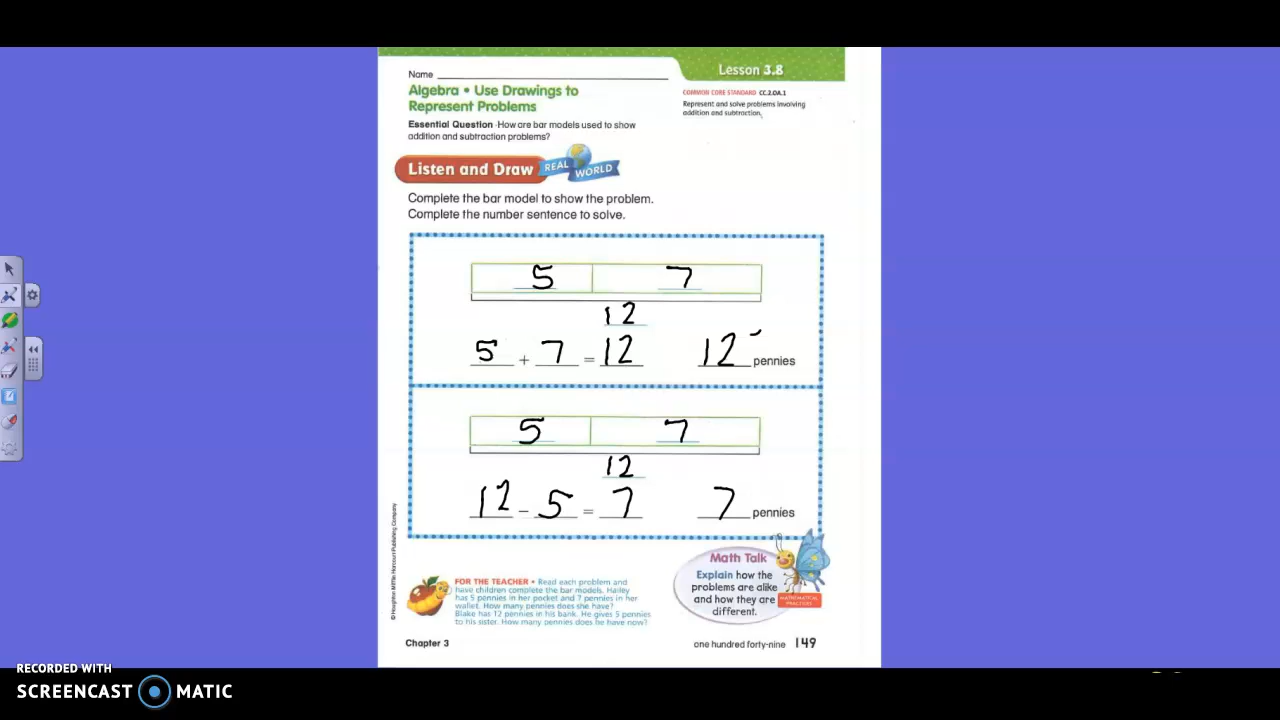 Lesson 3.8
Name
Algebra • Use Drawings to
Represent Problems
COMMON CORE STANDARD CC.2.OA.1
Represent and solve problems involving
addition and subtraction.
Essential Question How are bar models used to show
addition and subtraction problems?
Listen and Draw REAL WORLD
Complete the bar model to show the problem.
Complete the number sentence to solve.
5 7
12
5 + 7 = 12 12 pennies
5 7
12
12 - 5 = 7 7 pennies
© Houghton Mifflin Harcourt Publishing Company
FOR THE TEACHER • Read each problem and
have children complete the bar models. Hailey
has 5 pennies in her pocket and 7 pennies in her
wallet. How many pennies does she have?
Blake has 12 pennies in his bank. He gives 5 pennies
to his sister. How many pennies does he have now?
Math Talk
Explain how the
problems are alike
and how they are
different.
MATHEMATICAL
PRACTICES
Chapter 3
one hundred forty-nine 149
RECORDED WITH
SCREENCAST MATIC